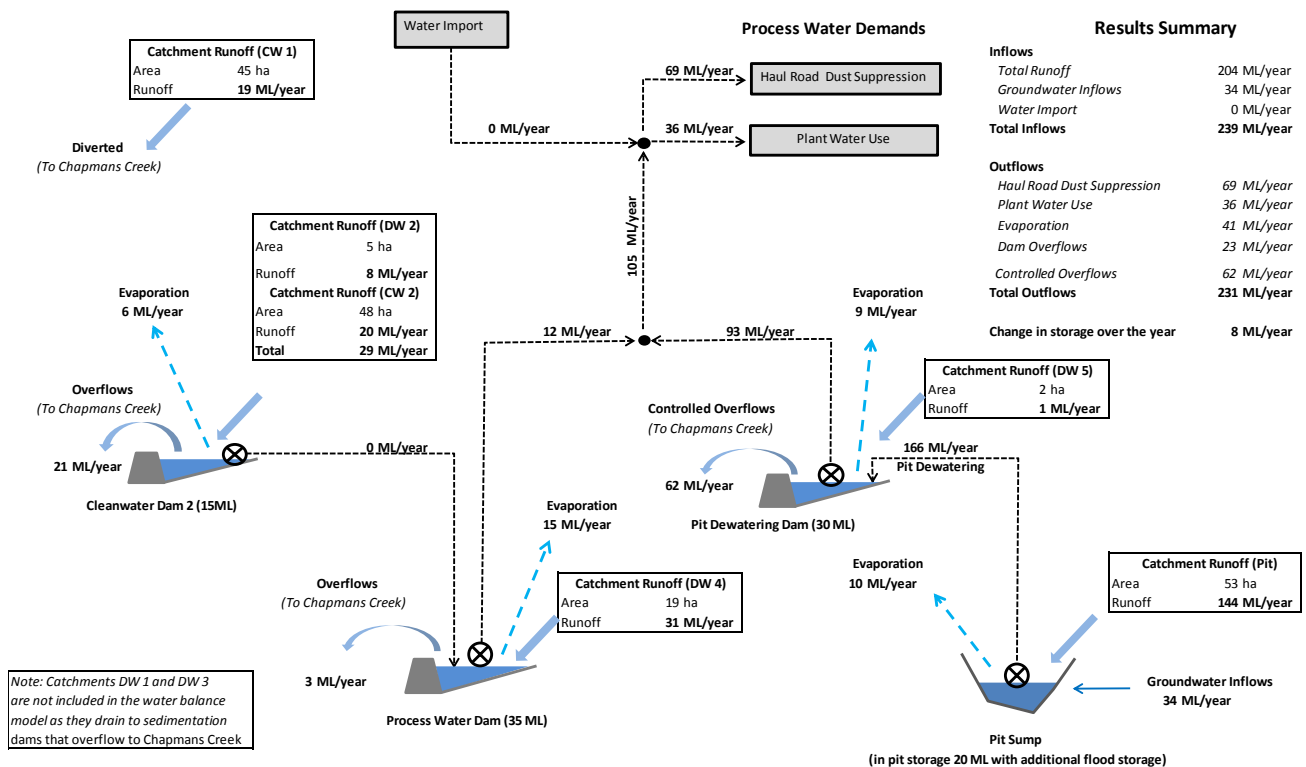 Water Import
Process Water Demands
Results Summary
Catchment Runoff (CW 1)
Area 45 ha
Runoff 19 ML/year
Diverted
(To Chapmans Creek)
0 ML/year
69 ML/year
Haul Road Dust Suppression
36 ML/year
Plant Water Use
105 ML/year
Inflows
Total Runoff 204 ML/year
Groundwater Inflows 34 ML/year
Water Import 0 ML/year
Total Inflows 239 ML/year
Outflows
Haul Road Dust Suppression 69 ML/year
Plant Water Use 36 ML/year
Evaporation 41 ML/year
Dam Overflows 23 ML/year
Controlled Overflows 62 ML/year
Total Outflows 231 ML/year
Change in storage over the year 8 ML/year
Catchment Runoff (DW 2)
Area 5 ha
Runoff 8 ML/year
Catchment Runoff (CW 2)
Area 48 ha
Runoff 20 ML/year
Total 29 ML/year
Evaporation
6 ML/year
Overflows
(To Chapmans Creek)
21 ML/year
0 ML/year
Cleanwater Dam 2 (15ML)
12 ML/year
93 ML/year
Evaporation
9 ML/year
Catchment Runoff (DW 5)
Area 2 ha
Runoff 1 ML/year
Controlled Overflows
(To Chapmans Creek)
62 ML/year
166 ML/year
Pit Dewatering
Pit Dewatering Dam (30 ML)
Evaporation
15 ML/year
Overflows
(To Chapmans Creek)
3 ML/year
Catchment Runoff (DW 4)
Area 19 ha
Runoff 31 ML/year
Process Water Dam (35 ML)
Evaporation
10 ML/year
Catchment Runoff (Pit)
Area 53 ha
Runoff 144 ML/year
Groundwater Inflows
34 ML/year
Pit Sump
(in pit storage 20 ML with additional flood storage)
Note: Catchments DW 1 and DW 3
are not included in the water balance
model as they drain to sedimentation
dams that overflow to Chapmans Creek